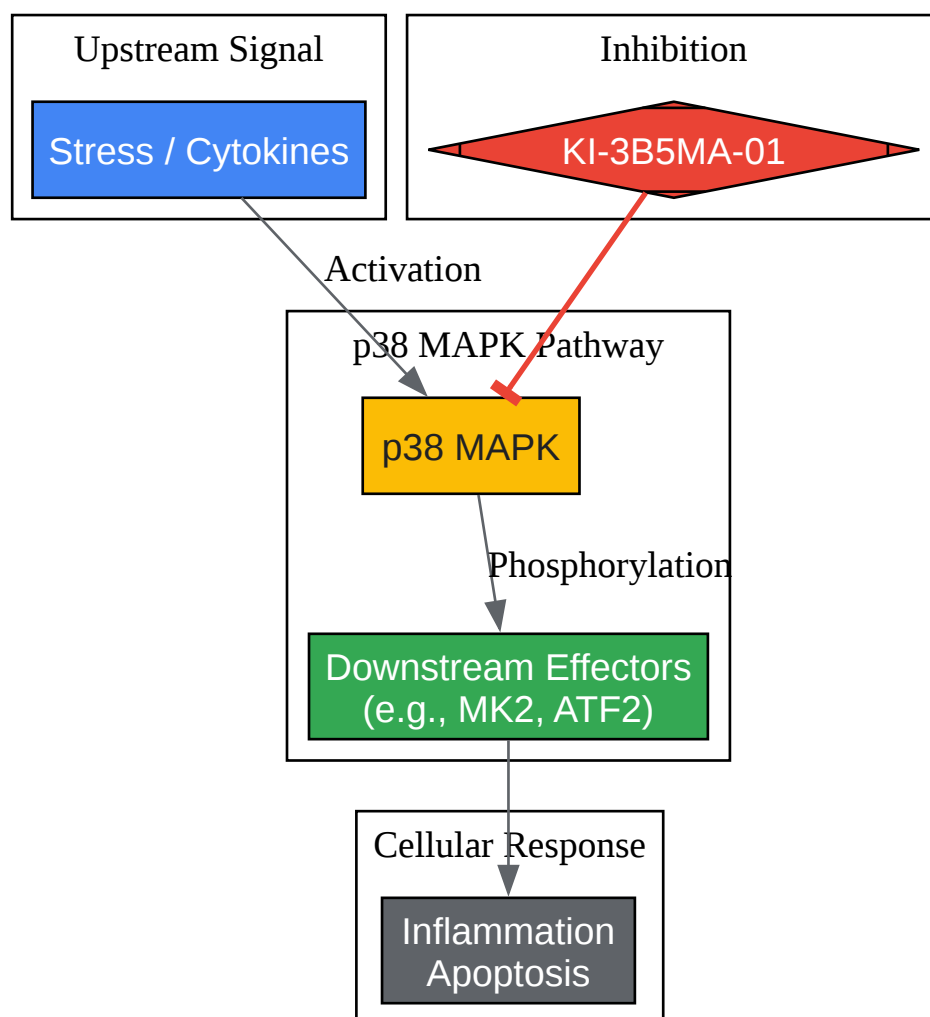 Upstream Signal
Inhibition
Stress / Cytokines
KI-3B5MA-01
Activation
p38 MAPK Pathway
p38 MAPK
Phosphorylation
Downstream Effectors
(e.g., MK2, ATF2)
Cellular Response
Inflammation
Apoptosis